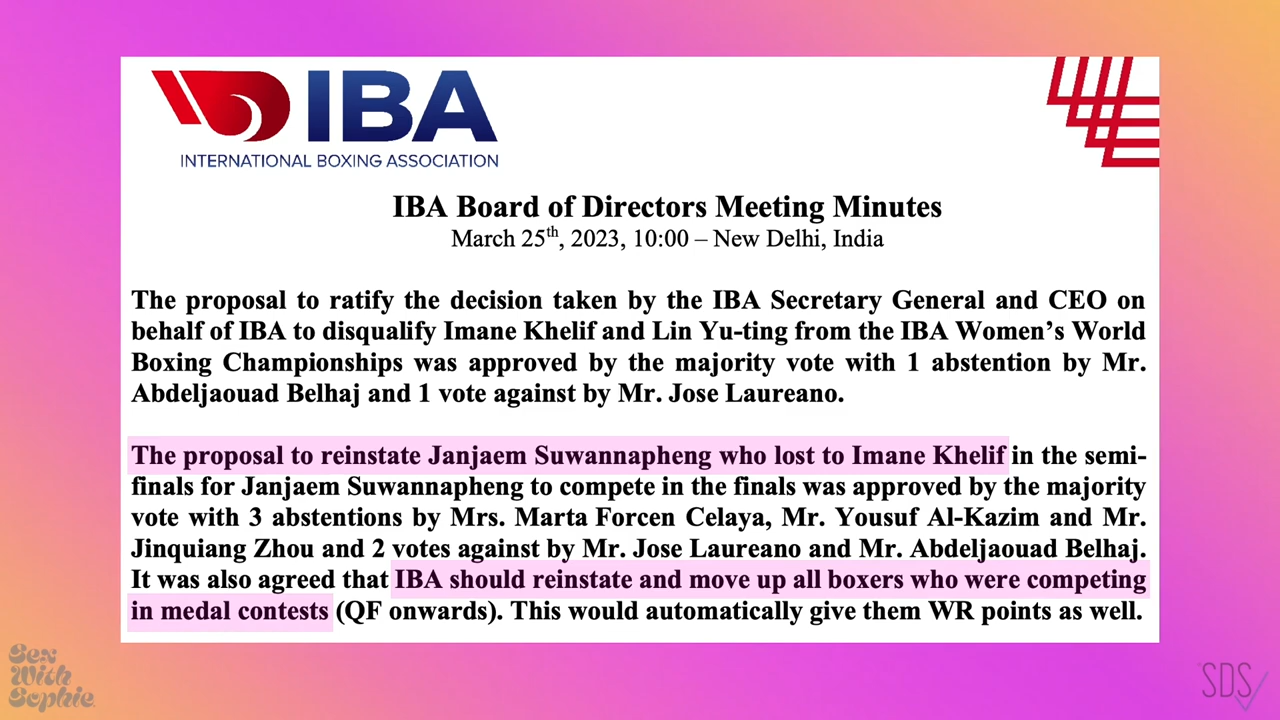 IBA
INTERNATIONAL BOXING ASSOCIATION
IBA Board of Directors Meeting Minutes
March 25th, 2023, 10:00 – New Delhi, India
The proposal to ratify the decision taken by the IBA Secretary General and CEO on
behalf of IBA to disqualify Imane Khelif and Lin Yu-ting from the IBA Women’s World
Boxing Championships was approved by the majority vote with 1 abstention by Mr.
Abdeljaouad Belhaj and 1 vote against by Mr. Jose Laureano.
The proposal to reinstate Janjaem Suwannapheng who lost to Imane Khelif in the semi-
finals for Janjaem Suwannapheng to compete in the finals was approved by the majority
vote with 3 abstentions by Mrs. Marta Forcen Celaya, Mr. Yousuf Al-Kazim and Mr.
Jinquiang Zhou and 2 votes against by Mr. Jose Laureano and Mr. Abdeljaouad Belhaj.
It was also agreed that IBA should reinstate and move up all boxers who were competing
in medal contests (QF onwards). This would automatically give them WR points as well.
Sex
With
Sophie
SDS